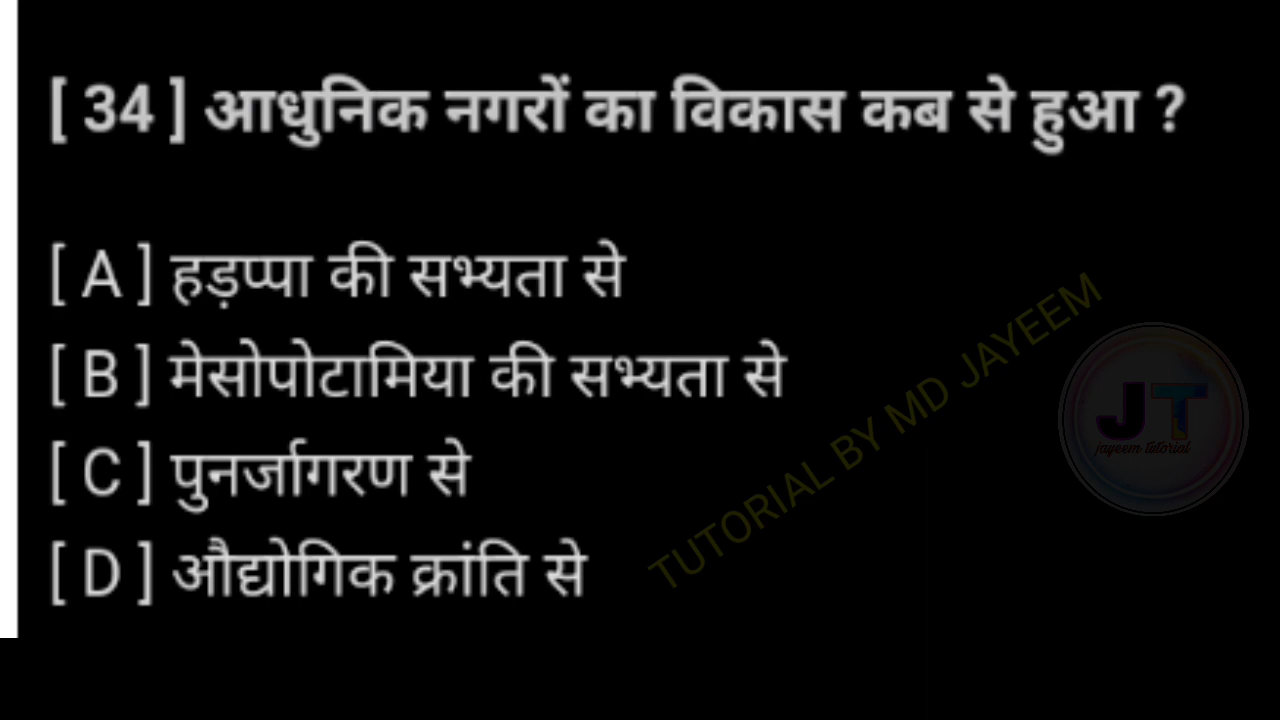 [ 34 ] आधुनिक नगरों का विकास कब से हुआ ?
[ A ] हड़प्पा की सभ्यता से
[ B ] मेसोपोटामिया की सभ्यता से
[ C ] पुनर्जागरण से
[ D ] औद्योगिक क्रांति से
TUTORIAL BY MD JAYEEM
JT
jayeem tutorial